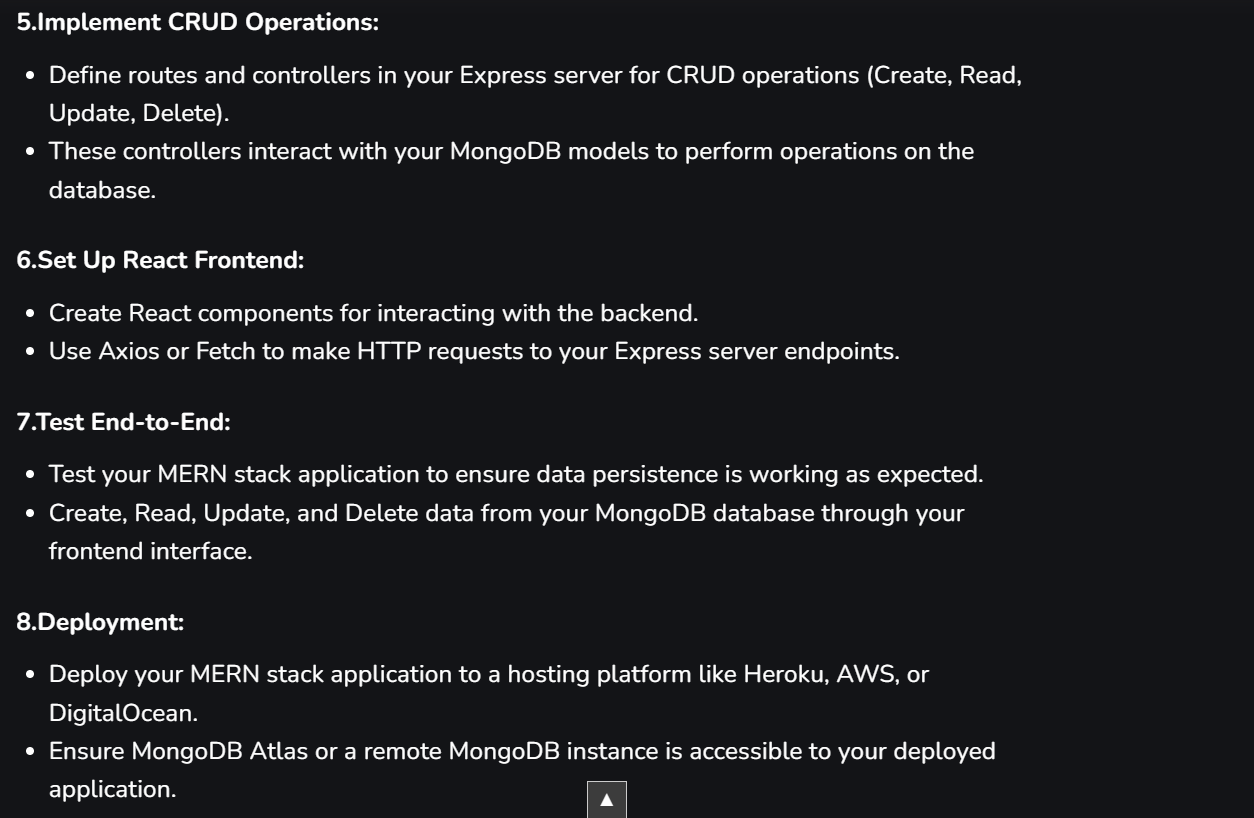 5.Implement CRUD Operations:
Define routes and controllers in your Express server for CRUD operations (Create, Read,
Update, Delete).
These controllers interact with your MongoDB models to perform operations on the
database.
6.Set Up React Frontend:
Create React components for interacting with the backend.
Use Axios or Fetch to make HTTP requests to your Express server endpoints.
7.Test End-to-End:
Test your MERN stack application to ensure data persistence is working as expected.
Create, Read, Update, and Delete data from your MongoDB database through your
frontend interface.
8.Deployment:
Deploy your MERN stack application to a hosting platform like Heroku, AWS, or
DigitalOcean.
Ensure MongoDB Atlas or a remote MongoDB instance is accessible to your deployed
application.